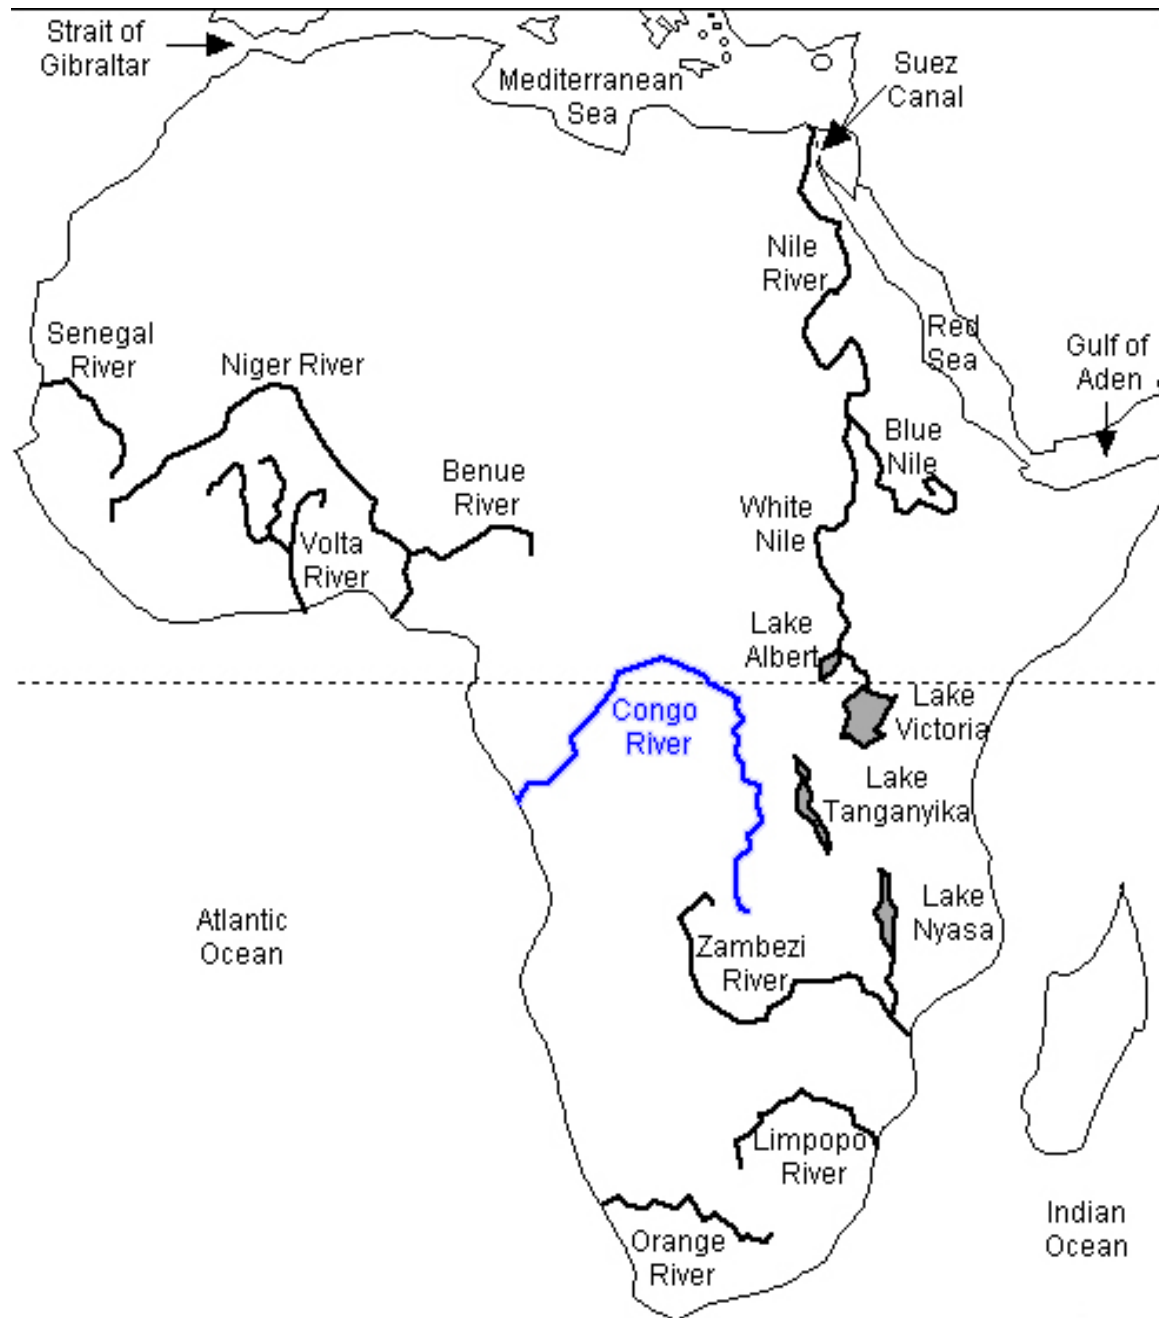 Strait of
Gibraltar
Mediterranean
Sea
Suez
Canal
Nile
River
Red
Sea
Gulf of
Aden
Senegal
River
Niger River
Benue
River
Blue
Nile
White
Nile
Volta
River
Lake
Albert
Congo
River
Lake
Victoria
Lake
Tanganyika
Lake
Nyasa
Atlantic
Ocean
Zambezi
River
Limpopo
River
Orange
River
Indian
Ocean